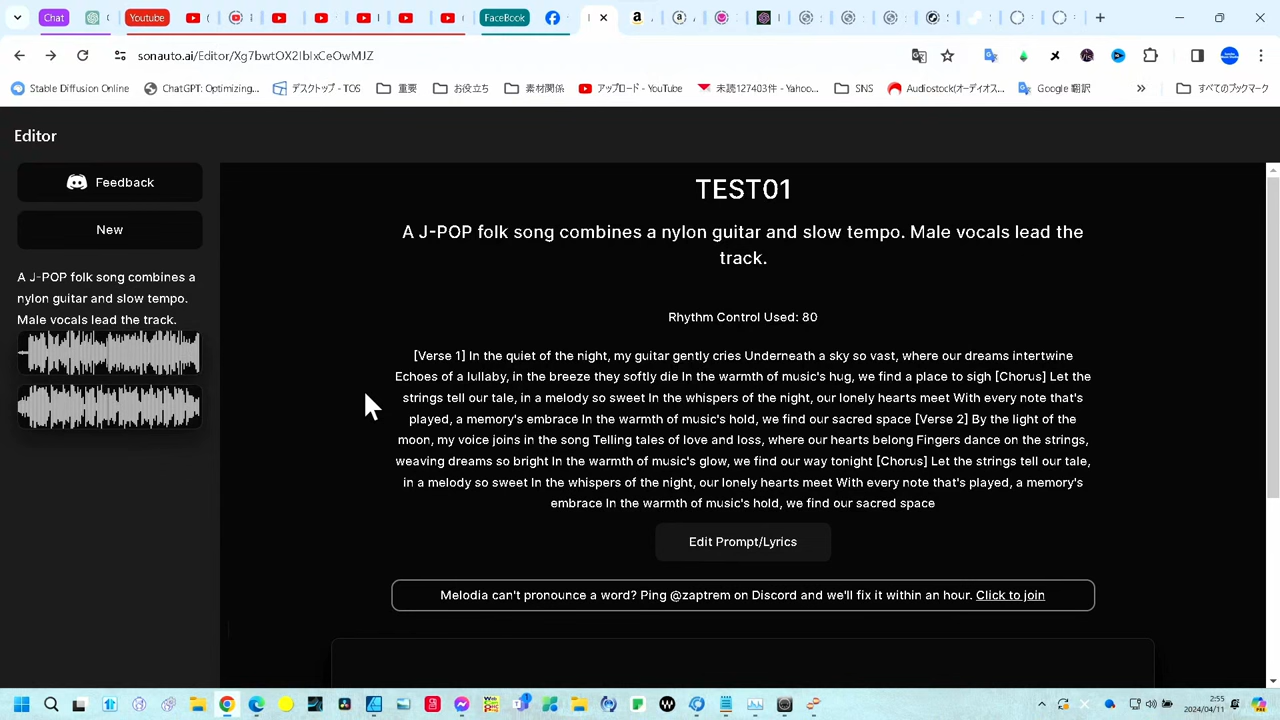 Chat
Youtube
FaceBook
sonauto.ai/Editor/Xg7bwtOX2IbIxCeOwMJZ
Stable Diffusion Online
ChatGPT: Optimizing...
デスクトップ - TOS
重要
お役立ち
素材関係
アップロード - YouTube
未読127403件 - Yahoo...
SNS
Audiostock(オーディオス...
Google 翻訳
»
すべてのブックマーク
Editor
Feedback
New
A J-POP folk song combines a
nylon guitar and slow tempo.
Male vocals lead the track.
TEST01
A J-POP folk song combines a nylon guitar and slow tempo. Male vocals lead the
track.
Rhythm Control Used: 80
[Verse 1] In the quiet of the night, my guitar gently cries Underneath a sky so vast, where our dreams intertwine
Echoes of a lullaby, in the breeze they softly die In the warmth of music's hug, we find a place to sigh [Chorus] Let the
strings tell our tale, in a melody so sweet In the whispers of the night, our lonely hearts meet With every note that's
played, a memory's embrace In the warmth of music's hold, we find our sacred space [Verse 2] By the light of the
moon, my voice joins in the song Telling tales of love and loss, where our hearts belong Fingers dance on the strings,
weaving dreams so bright In the warmth of music's glow, we find our way tonight [Chorus] Let the strings tell our tale,
in a melody so sweet In the whispers of the night, our lonely hearts meet With every note that's played, a memory's
embrace In the warmth of music's hold, we find our sacred space
Edit Prompt/Lyrics
Melodia can't pronounce a word? Ping @zaptrem on Discord and we'll fix it within an hour. Click to join
2:55
2024/04/11